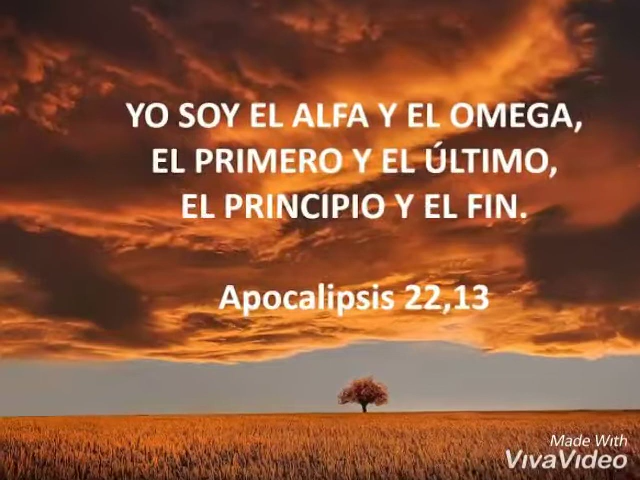 YO SOY EL ALFA Y EL OMEGA,
EL PRIMERO Y EL ÚLTIMO,
EL PRINCIPIO Y EL FIN.
Apocalipsis 22,13
Made With
VivaVideo